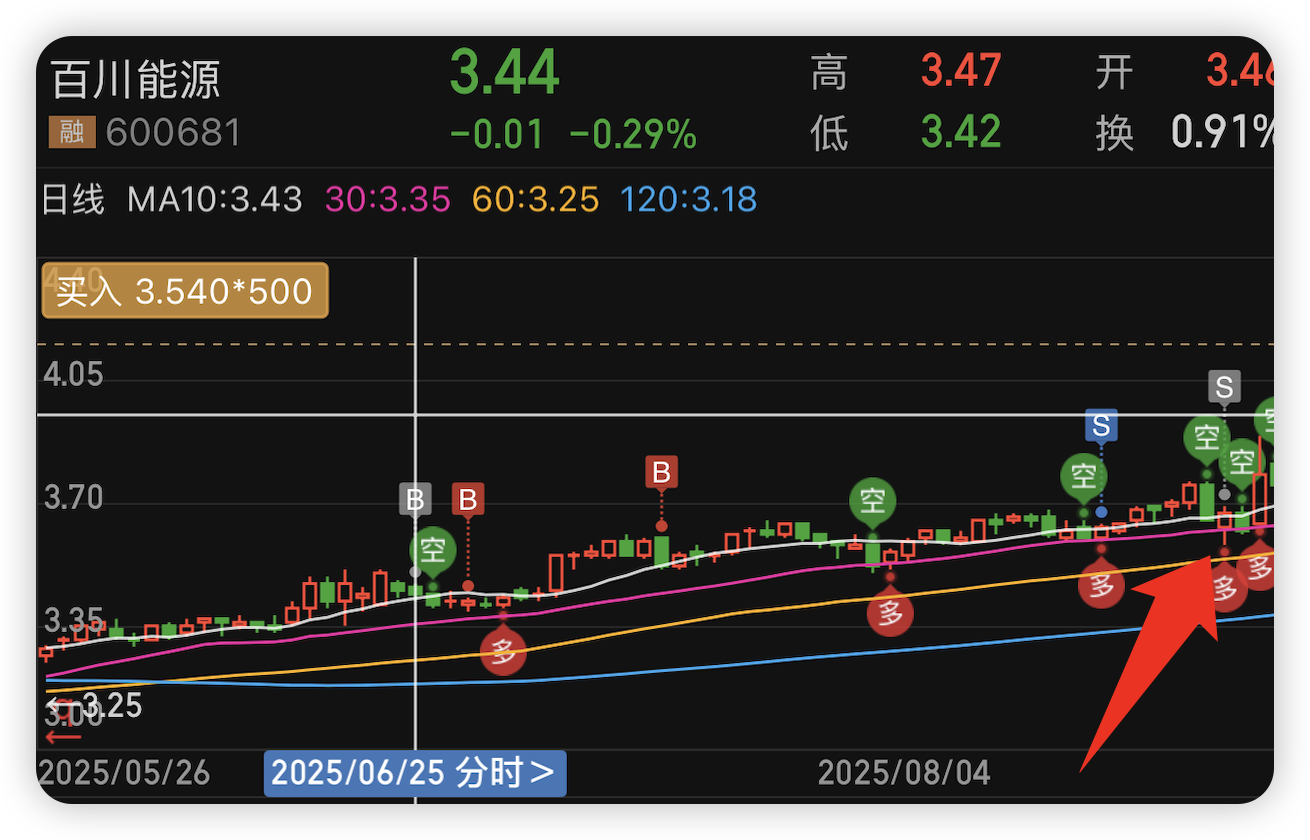 百川能源 3.44 高 3.47 开 3.46
融 600681 -0.01 -0.29% 低 3.42 换 0.91%
日线 MA10:3.43 30:3.35 60:3.25 120:3.18
4.40
买入 3.540*500
4.05
S
S
空 空
B 空 空
3.70 B B 空
空
多
多 多
3.35 多
多
←3.25
3.00
2025/05/26 2025/06/25 分时 > 2025/08/04